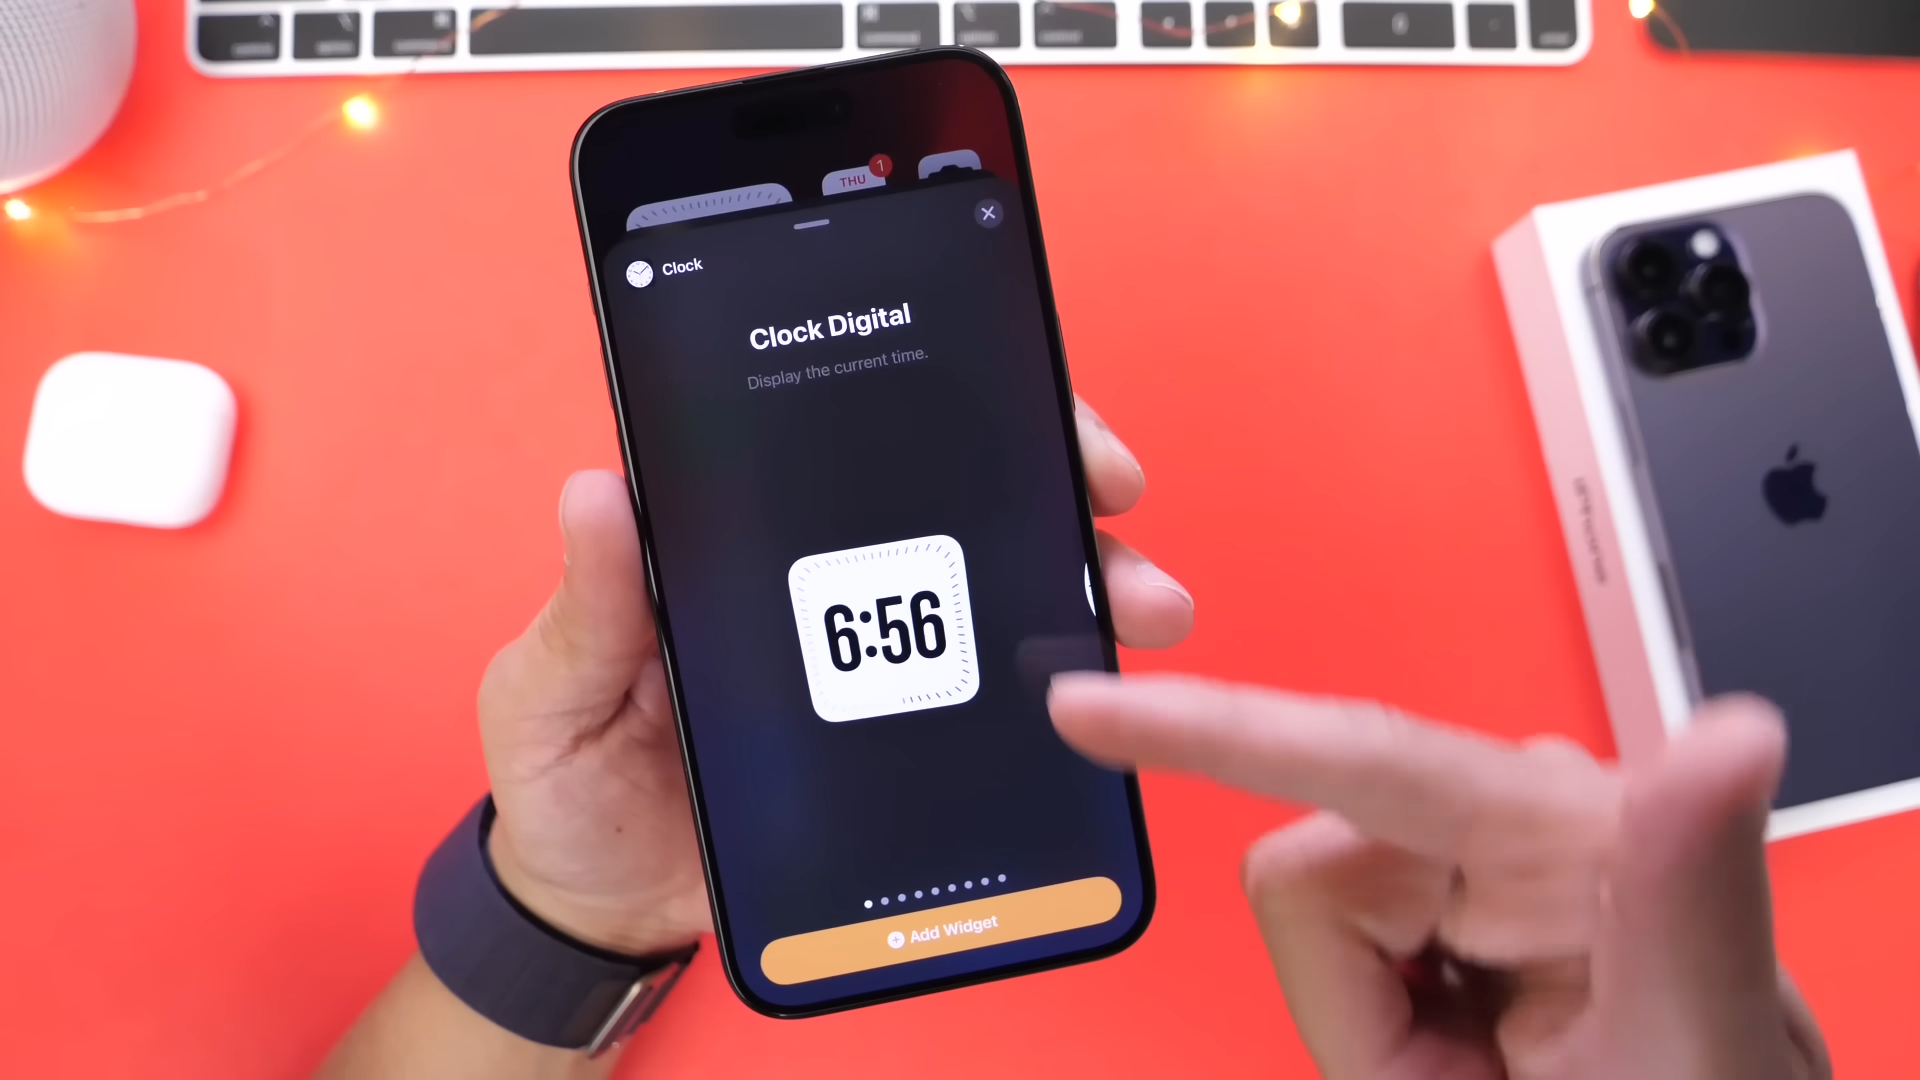 THU
1
Clock
Clock Digital
Display the current time.
6:56
Add Widget